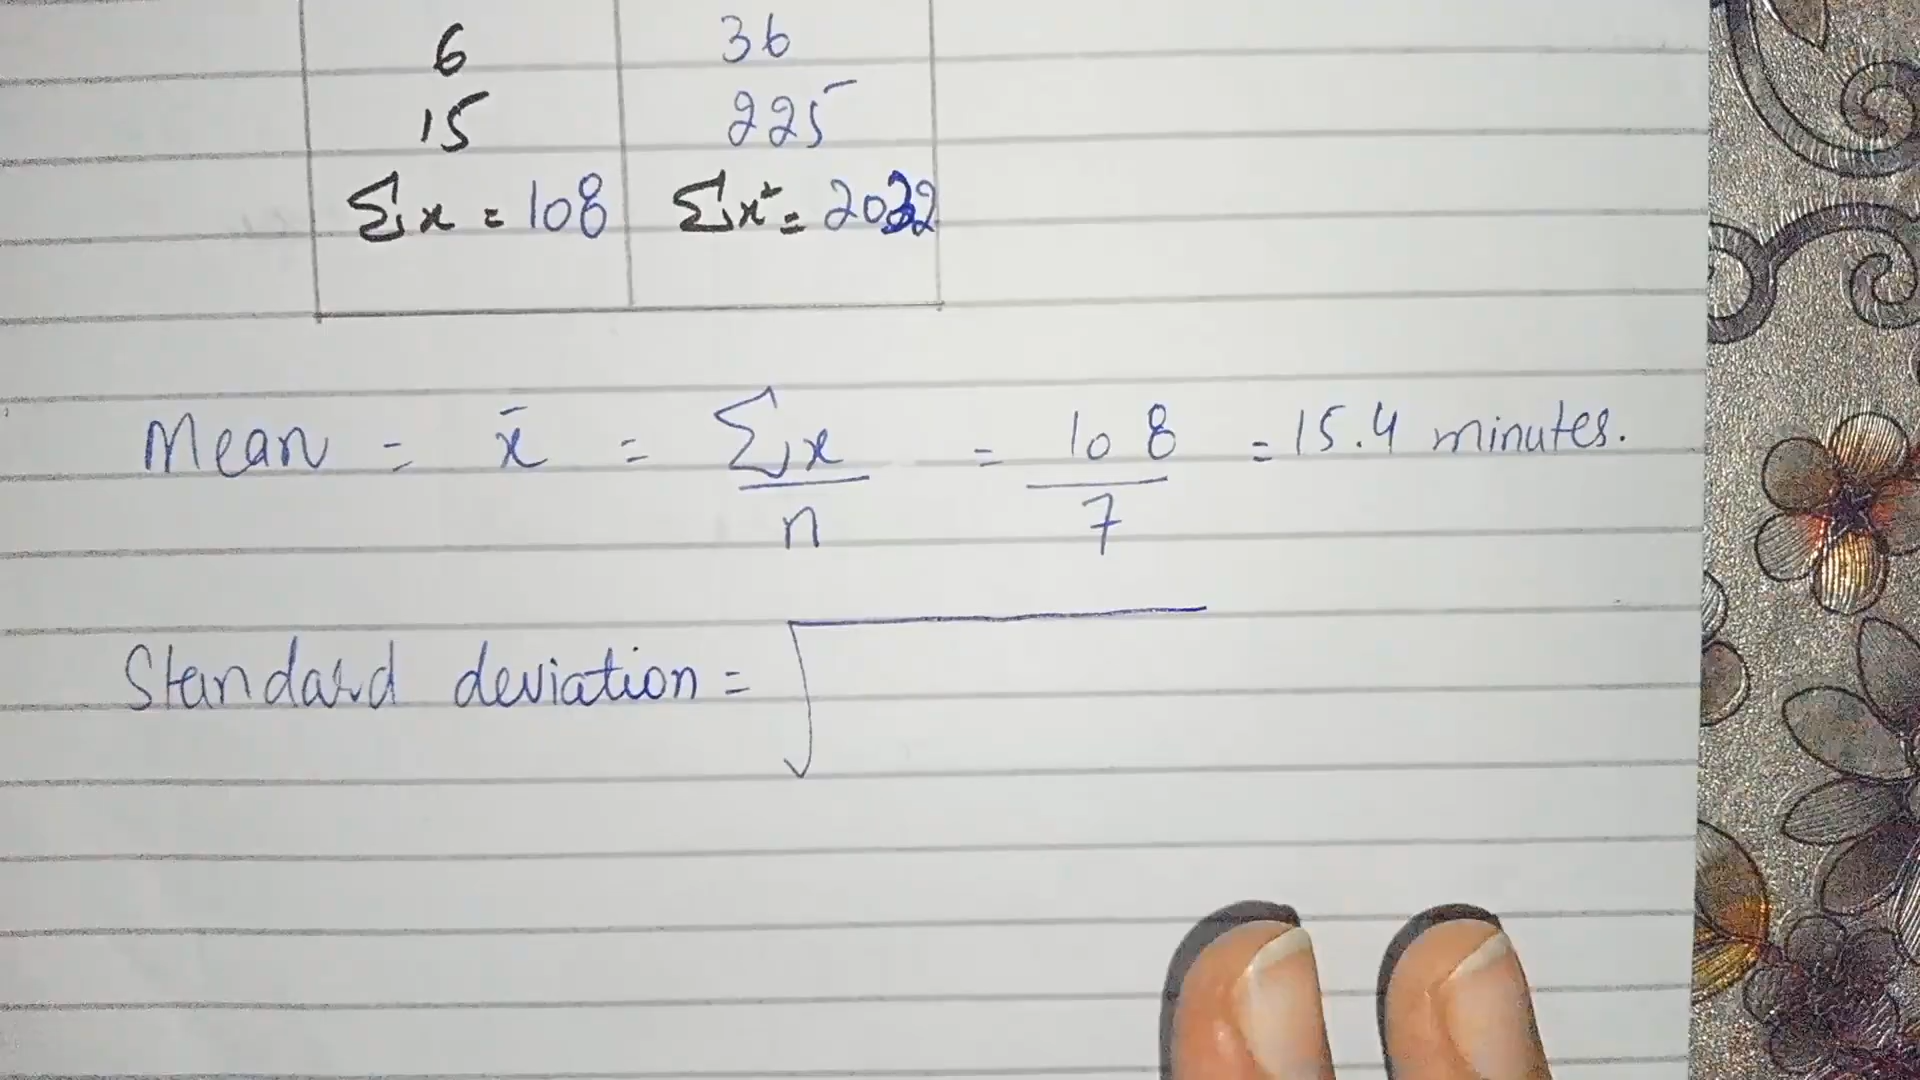 6 36
15 225
Σx = 108 Σx² = 2022
Mean = x̄ = Σx/n = 108/7 = 15.4 minutes.
Standard deviation = √